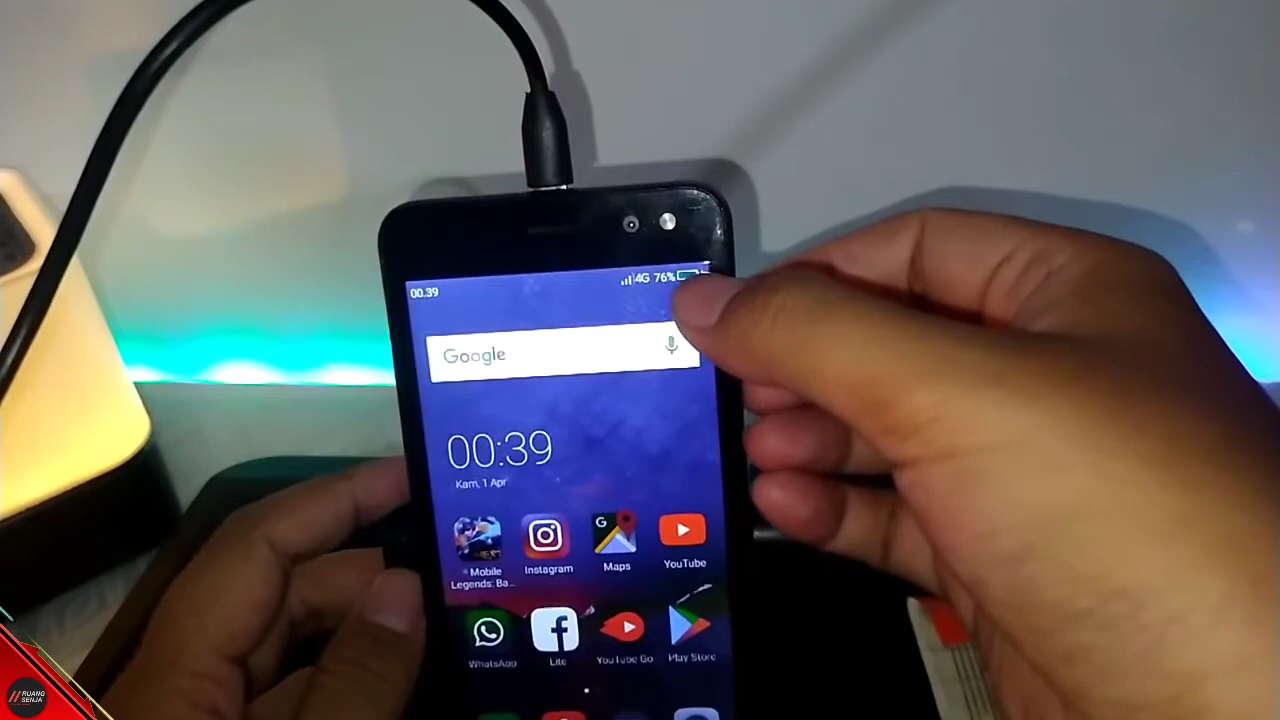 00.39
4G 76%
Google
00:39
Kam, 1 Apr
Mobile
Legends: Ba...
Instagram
Maps
YouTube
WhatsApp
Lite
YouTube Go
Play Store
RUANG
SENJA